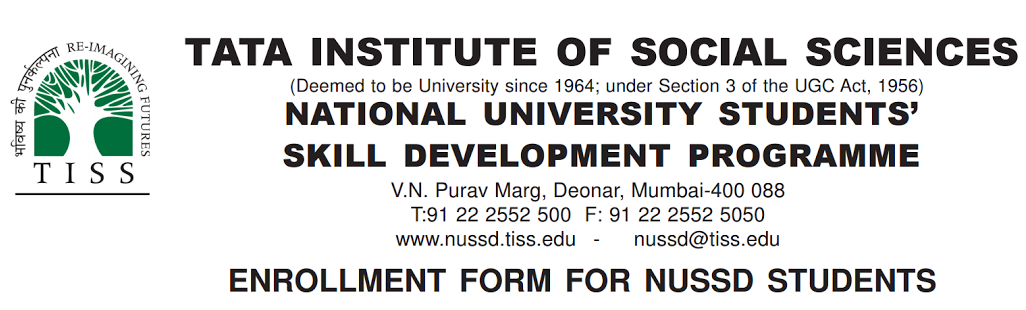 भविष्य की पुनर्कल्पना RE-IMAGINING FUTURES
TISS
TATA INSTITUTE OF SOCIAL SCIENCES
(Deemed to be University since 1964; under Section 3 of the UGC Act, 1956)
NATIONAL UNIVERSITY STUDENTS’
SKILL DEVELOPMENT PROGRAMME
V.N. Purav Marg, Deonar, Mumbai-400 088
T:91 22 2552 500 F: 91 22 2552 5050
www.nussd.tiss.edu - nussd@tiss.edu
ENROLLMENT FORM FOR NUSSD STUDENTS